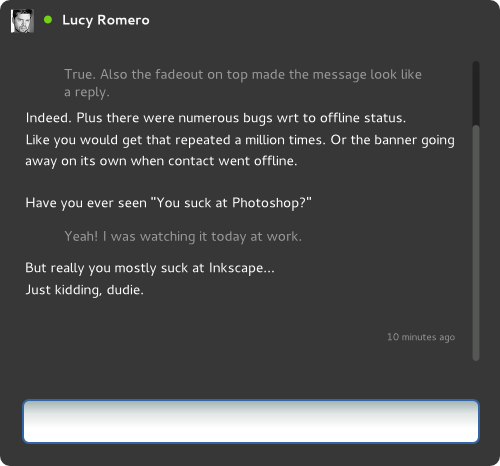 Lucy Romero
True. Also the fadeout on top made the message look like
a reply.
Indeed. Plus there were numerous bugs wrt to offline status.
Like you would get that repeated a million times. Or the banner going
away on its own when contact went offline.
Have you ever seen "You suck at Photoshop?"
Yeah! I was watching it today at work.
But really you mostly suck at Inkscape...
Just kidding, dudie.
10 minutes ago